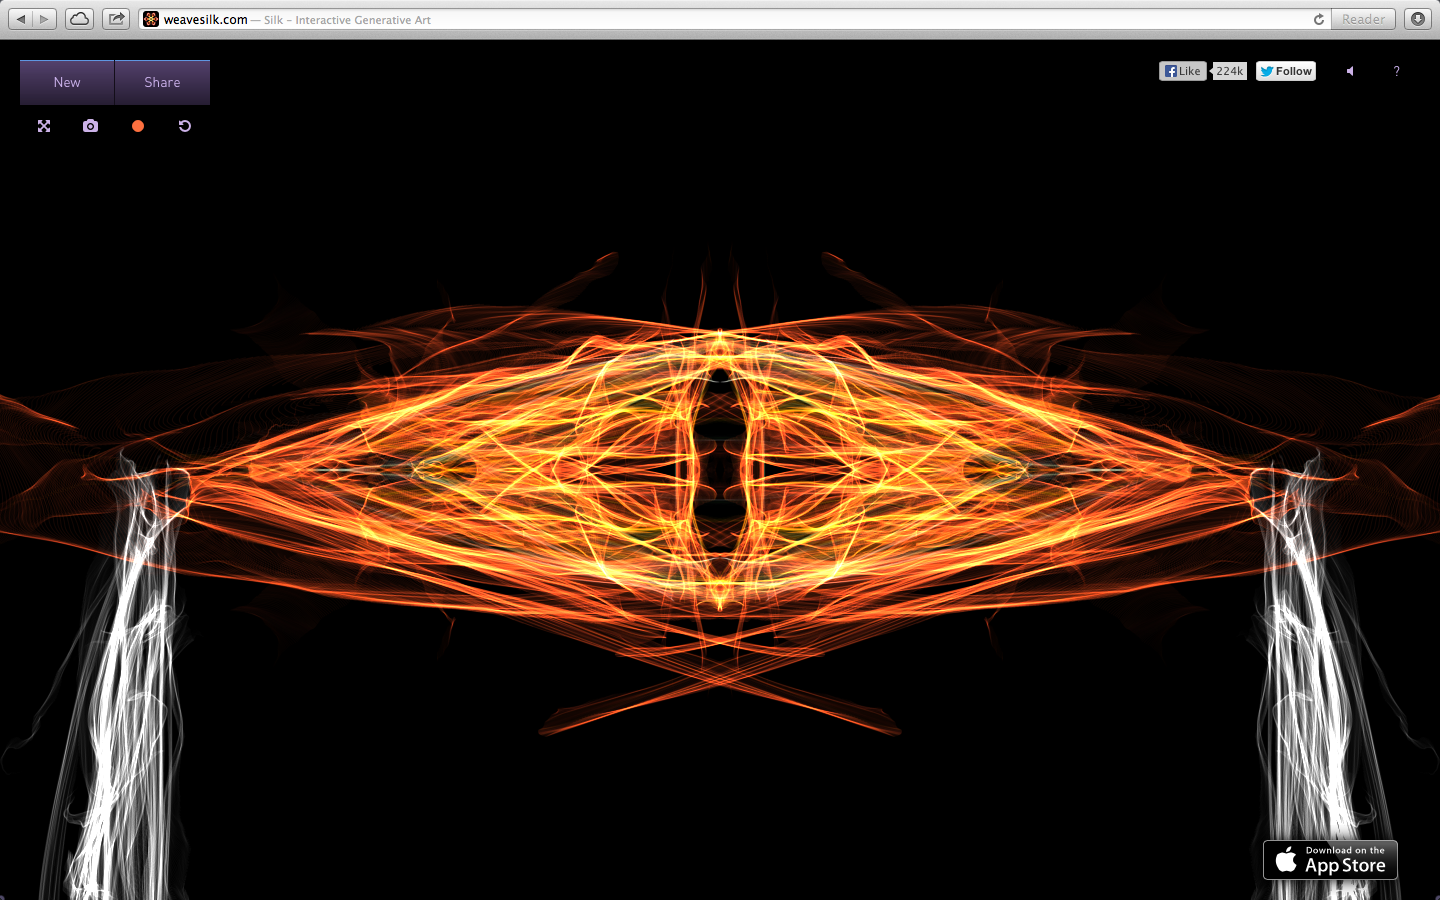 weavesilk.com — Silk – Interactive Generative Art
Reader
New
Share
Like
224k
Follow
?
Download on the
App Store